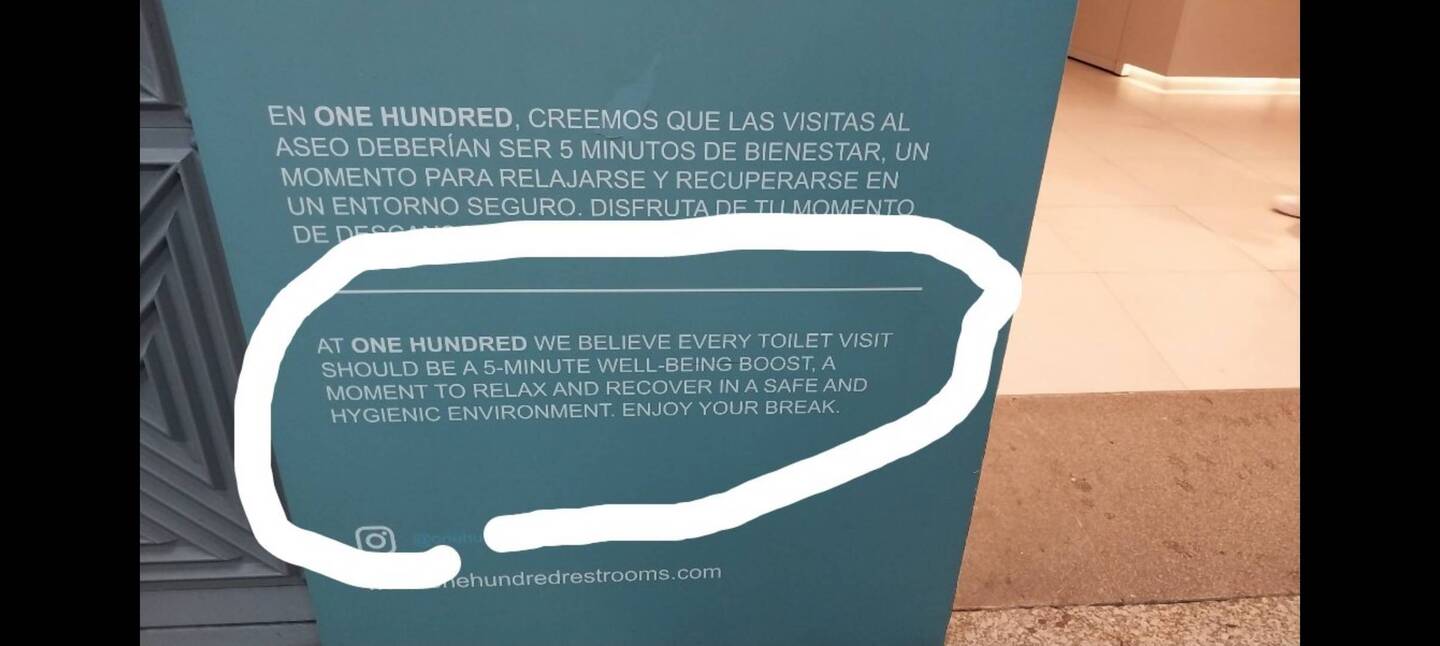 EN ONE HUNDRED, CREEMOS QUE LAS VISITAS AL
ASEO DEBERÍAN SER 5 MINUTOS DE BIENESTAR, UN
MOMENTO PARA RELAJARSE Y RECUPERARSE EN
UN ENTORNO SEGURO. DISFRUTA DE TU MOMENTO
DE
AT ONE HUNDRED WE BELIEVE EVERY TOILET VISIT
SHOULD BE A 5-MINUTE WELL-BEING BOOST, A
MOMENT TO RELAX AND RECOVER IN A SAFE AND
HYGIENIC ENVIRONMENT. ENJOY YOUR BREAK.
nehundredrestrooms.com